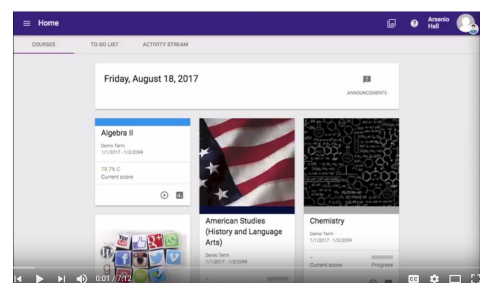 Home
Arsenio
Hall
COURSES
TO-DO LIST
ACTIVITY STREAM
Friday, August 18, 2017
ANNOUNCEMENTS
Algebra II
Demo Term
1/1/2017 - 1/2/2099
79.7% C
Current score
American Studies
(History and Language
Arts)
Demo Term
1/1/2017 - 1/2/2099
Chemistry
Demo Term
1/1/2017 - 1/2/2099
Current score
Progress
You
Tube
0:01 / 7:12
CC